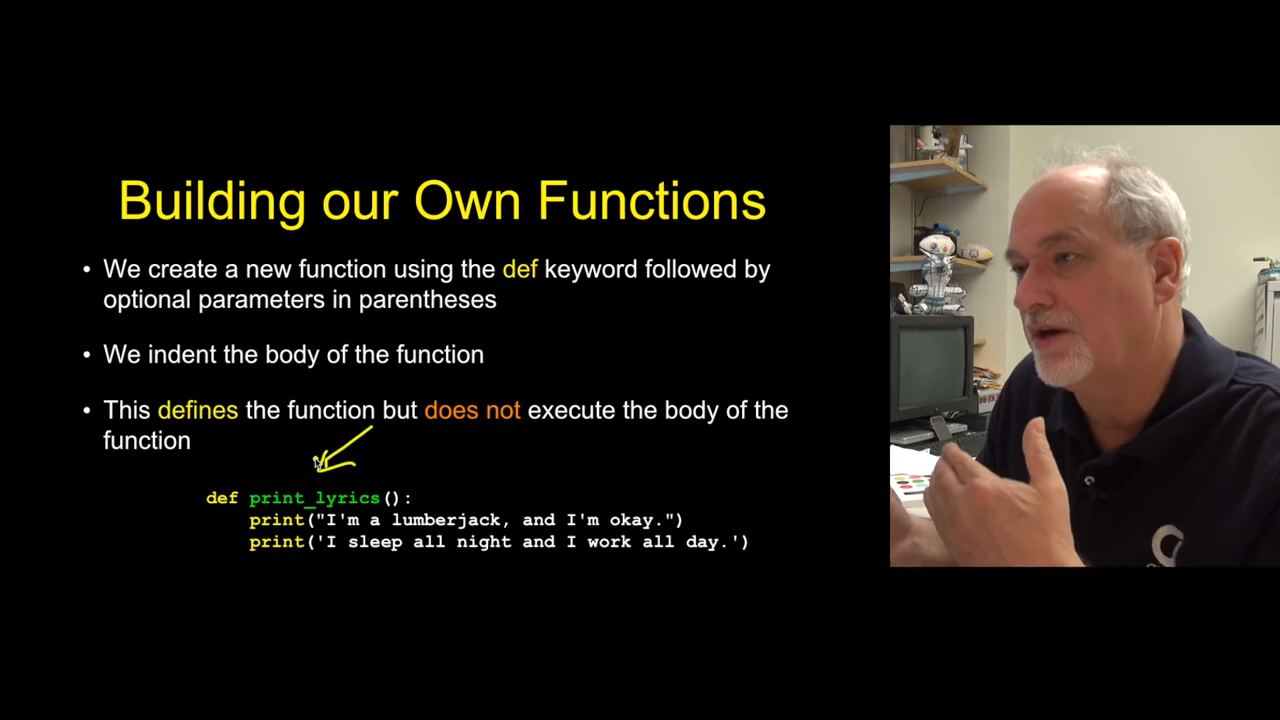 Building our Own Functions
• We create a new function using the def keyword followed by
optional parameters in parentheses
• We indent the body of the function
• This defines the function but does not execute the body of the
function
def print_lyrics():
    print("I'm a lumberjack, and I'm okay.")
    print('I sleep all night and I work all day.')